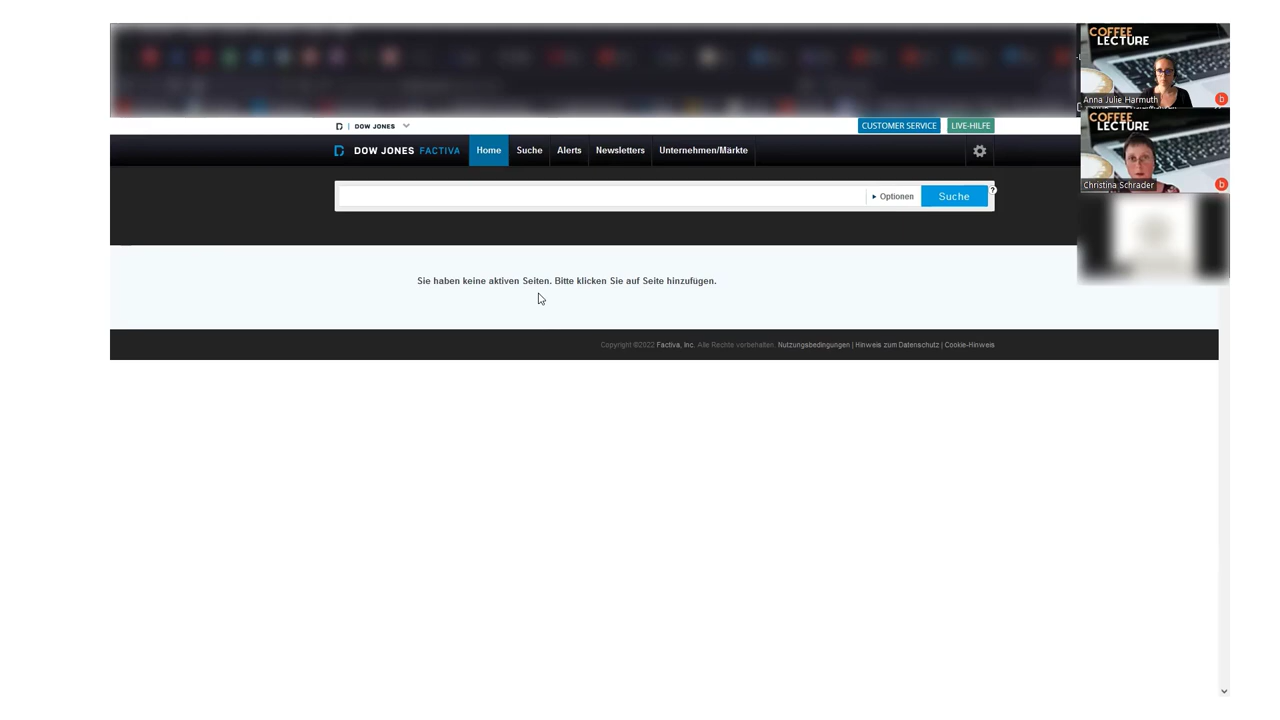 COFFEE
LECTURE
Anna Julie Harmuth
DOW JONES
CUSTOMER SERVICE
LIVE-HILFE
COFFEE
LECTURE
Christina Schrader
DOW JONES FACTIVA
Home
Suche
Alerts
Newsletters
Unternehmen/Märkte
Optionen
Suche
?
Sie haben keine aktiven Seiten. Bitte klicken Sie auf Seite hinzufügen.
Copyright ©2022 Factiva, Inc. Alle Rechte vorbehalten. Nutzungsbedingungen | Hinweis zum Datenschutz | Cookie-Hinweis